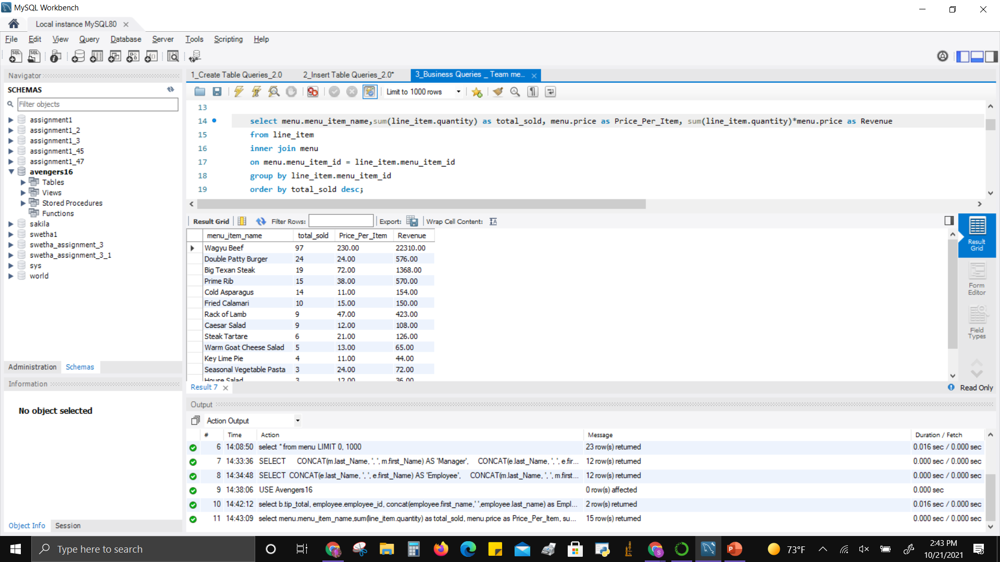 MySQL Workbench
Local instance MySQL80
File Edit View Query Database Server Tools Scripting Help
Navigator
SCHEMAS
Filter objects
assignment1
assignment1_2
assignment1_3
assignment1_45
assignment1_47
avengers16
Tables
Views
Stored Procedures
Functions
sakila
swetha1
swetha_assignment_3
swetha_assignment_3_1
sys
world
Administration Schemas
Information
No object selected
Object Info Session
1_Create Table Queries_2.0 2_Insert Table Queries_2.0* 3_Business Queries _ Team me...
Limit to 1000 rows
13
14 select menu.menu_item_name,sum(line_item.quantity) as total_sold, menu.price as Price_Per_Item, sum(line_item.quantity)*menu.price as Revenue
15 from line_item
16 inner join menu
17 on menu.menu_item_id = line_item.menu_item_id
18 group by line_item.menu_item_id
19 order by total_sold desc;
Result Grid Filter Rows: Export: Wrap Cell Content:
menu_item_name total_sold Price_Per_Item Revenue
Wagyu Beef 97 230.00 22310.00
Double Patty Burger 24 24.00 576.00
Big Texan Steak 19 72.00 1368.00
Prime Rib 15 38.00 570.00
Cold Asparagus 14 11.00 154.00
Fried Calamari 10 15.00 150.00
Rack of Lamb 9 47.00 423.00
Caesar Salad 9 12.00 108.00
Steak Tartare 6 21.00 126.00
Warm Goat Cheese Salad 5 13.00 65.00
Key Lime Pie 4 11.00 44.00
Seasonal Vegetable Pasta 3 24.00 72.00
House Salad 3 12.00 36.00
Result Grid
Form Editor
Field Types
Result 7
Read Only
Output
Action Output
# Time Action Message Duration / Fetch
6 14:08:50 select * from menu LIMIT 0, 1000 23 row(s) returned 0.016 sec / 0.000 sec
7 14:33:36 SELECT CONCAT(m.last_Name, ', ', m.first_Name) AS 'Manager', CONCAT(e.last_Name, ', ', e.fir... 12 row(s) returned 0.000 sec / 0.000 sec
8 14:34:48 SELECT CONCAT(e.last_Name, ', ', e.first_Name) AS 'Employee', CONCAT(m.last_Name, ', ', m.first... 12 row(s) returned 0.000 sec / 0.000 sec
9 14:38:06 USE Avengers16 0 row(s) affected 0.000 sec
10 14:42:12 select b.tip_total, employee.employee_id, concat(employee.first_name,' ',employee.last_name) as Empl... 2 row(s) returned 0.016 sec / 0.000 sec
11 14:43:09 select menu.menu_item_name,sum(line_item.quantity) as total_sold, menu.price as Price_Per_Item, su... 15 row(s) returned 0.000 sec / 0.000 sec
Type here to search
73°F
2:43 PM
10/21/2021